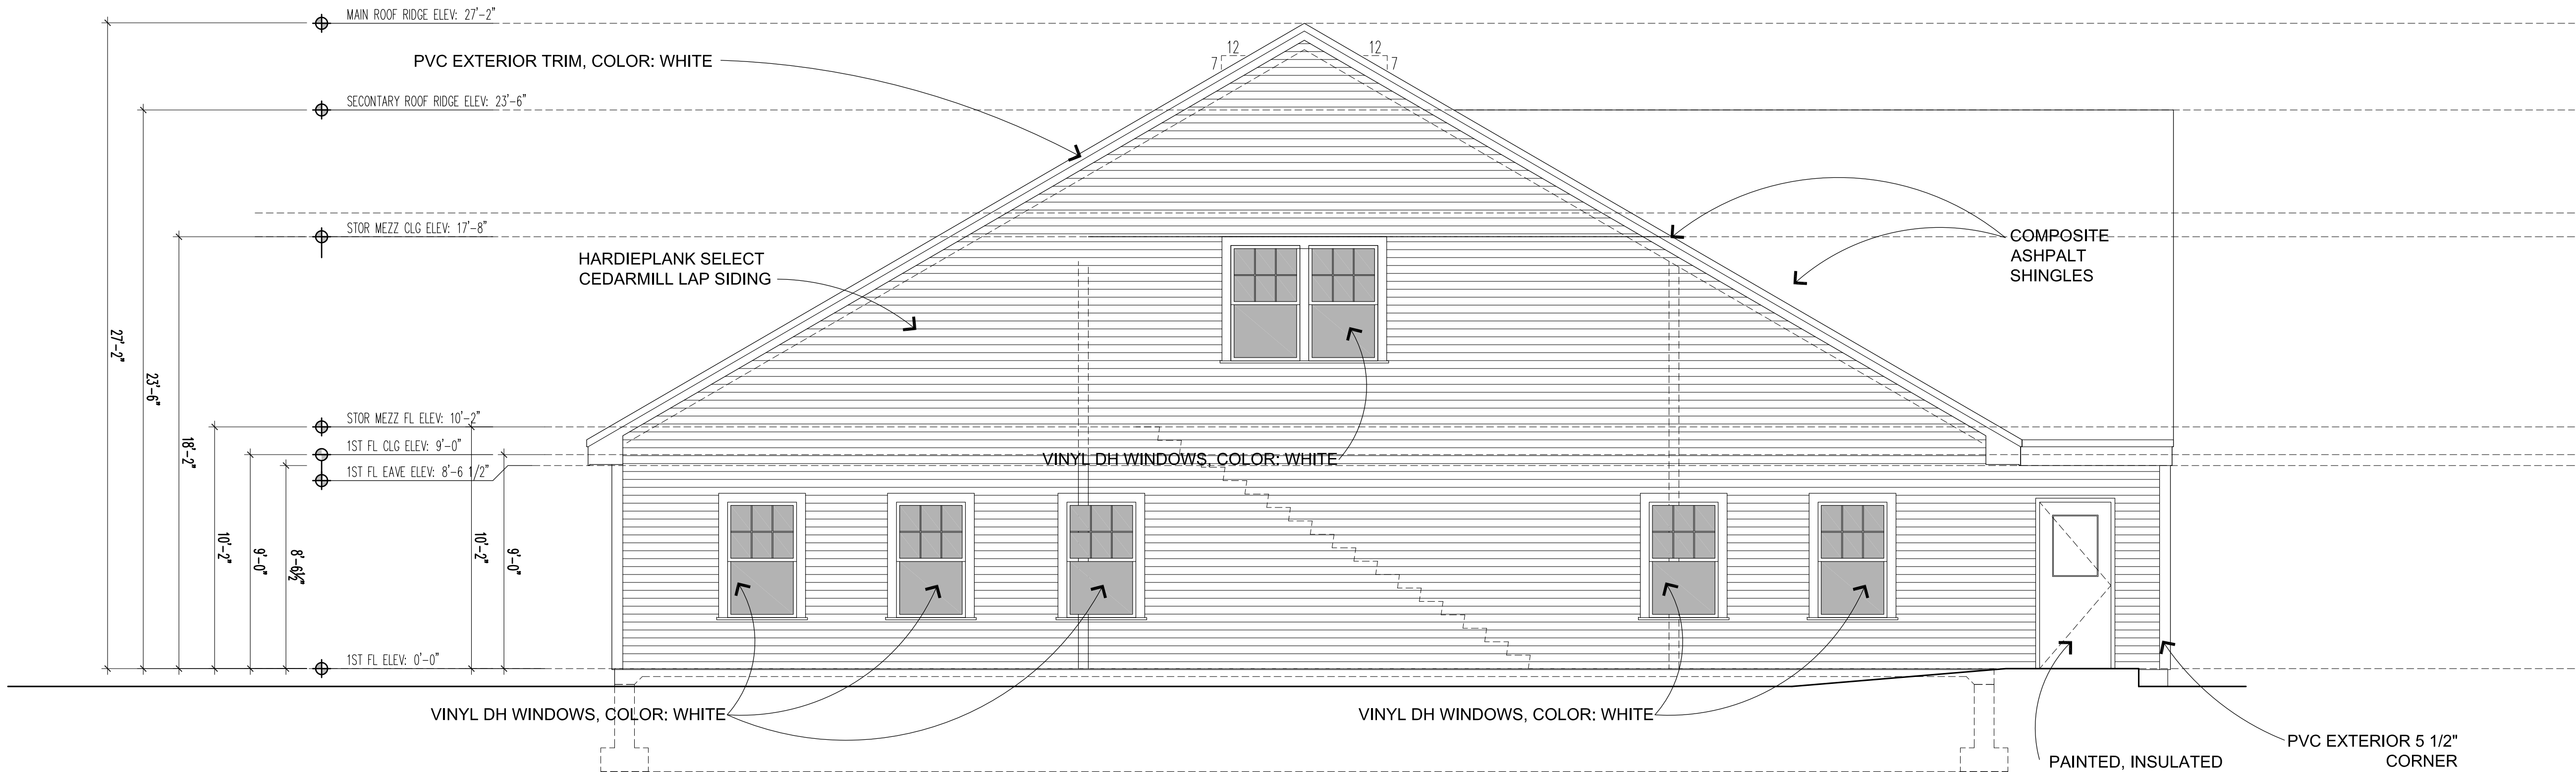 MAIN ROOF RIDGE ELEV: 27'-2"
PVC EXTERIOR TRIM, COLOR: WHITE
12
7
12
7
SECONTARY ROOF RIDGE ELEV: 23'-6"
STOR MEZZ CLG ELEV: 17'-8"
HARDIEPLANK SELECT
CEDARMILL LAP SIDING
COMPOSITE
ASHPALT
SHINGLES
27'-2"
23'-6"
18'-2"
STOR MEZZ FL ELEV: 10'-2"
1ST FL CLG ELEV: 9'-0"
1ST FL EAVE ELEV: 8'-6 1/2"
VINYL DH WINDOWS, COLOR: WHITE
10'-2"
9'-0"
8'-6½"
10'-2"
9'-0"
1ST FL ELEV: 0'-0"
VINYL DH WINDOWS, COLOR: WHITE
VINYL DH WINDOWS, COLOR: WHITE
PAINTED, INSULATED
PVC EXTERIOR 5 1/2"
CORNER